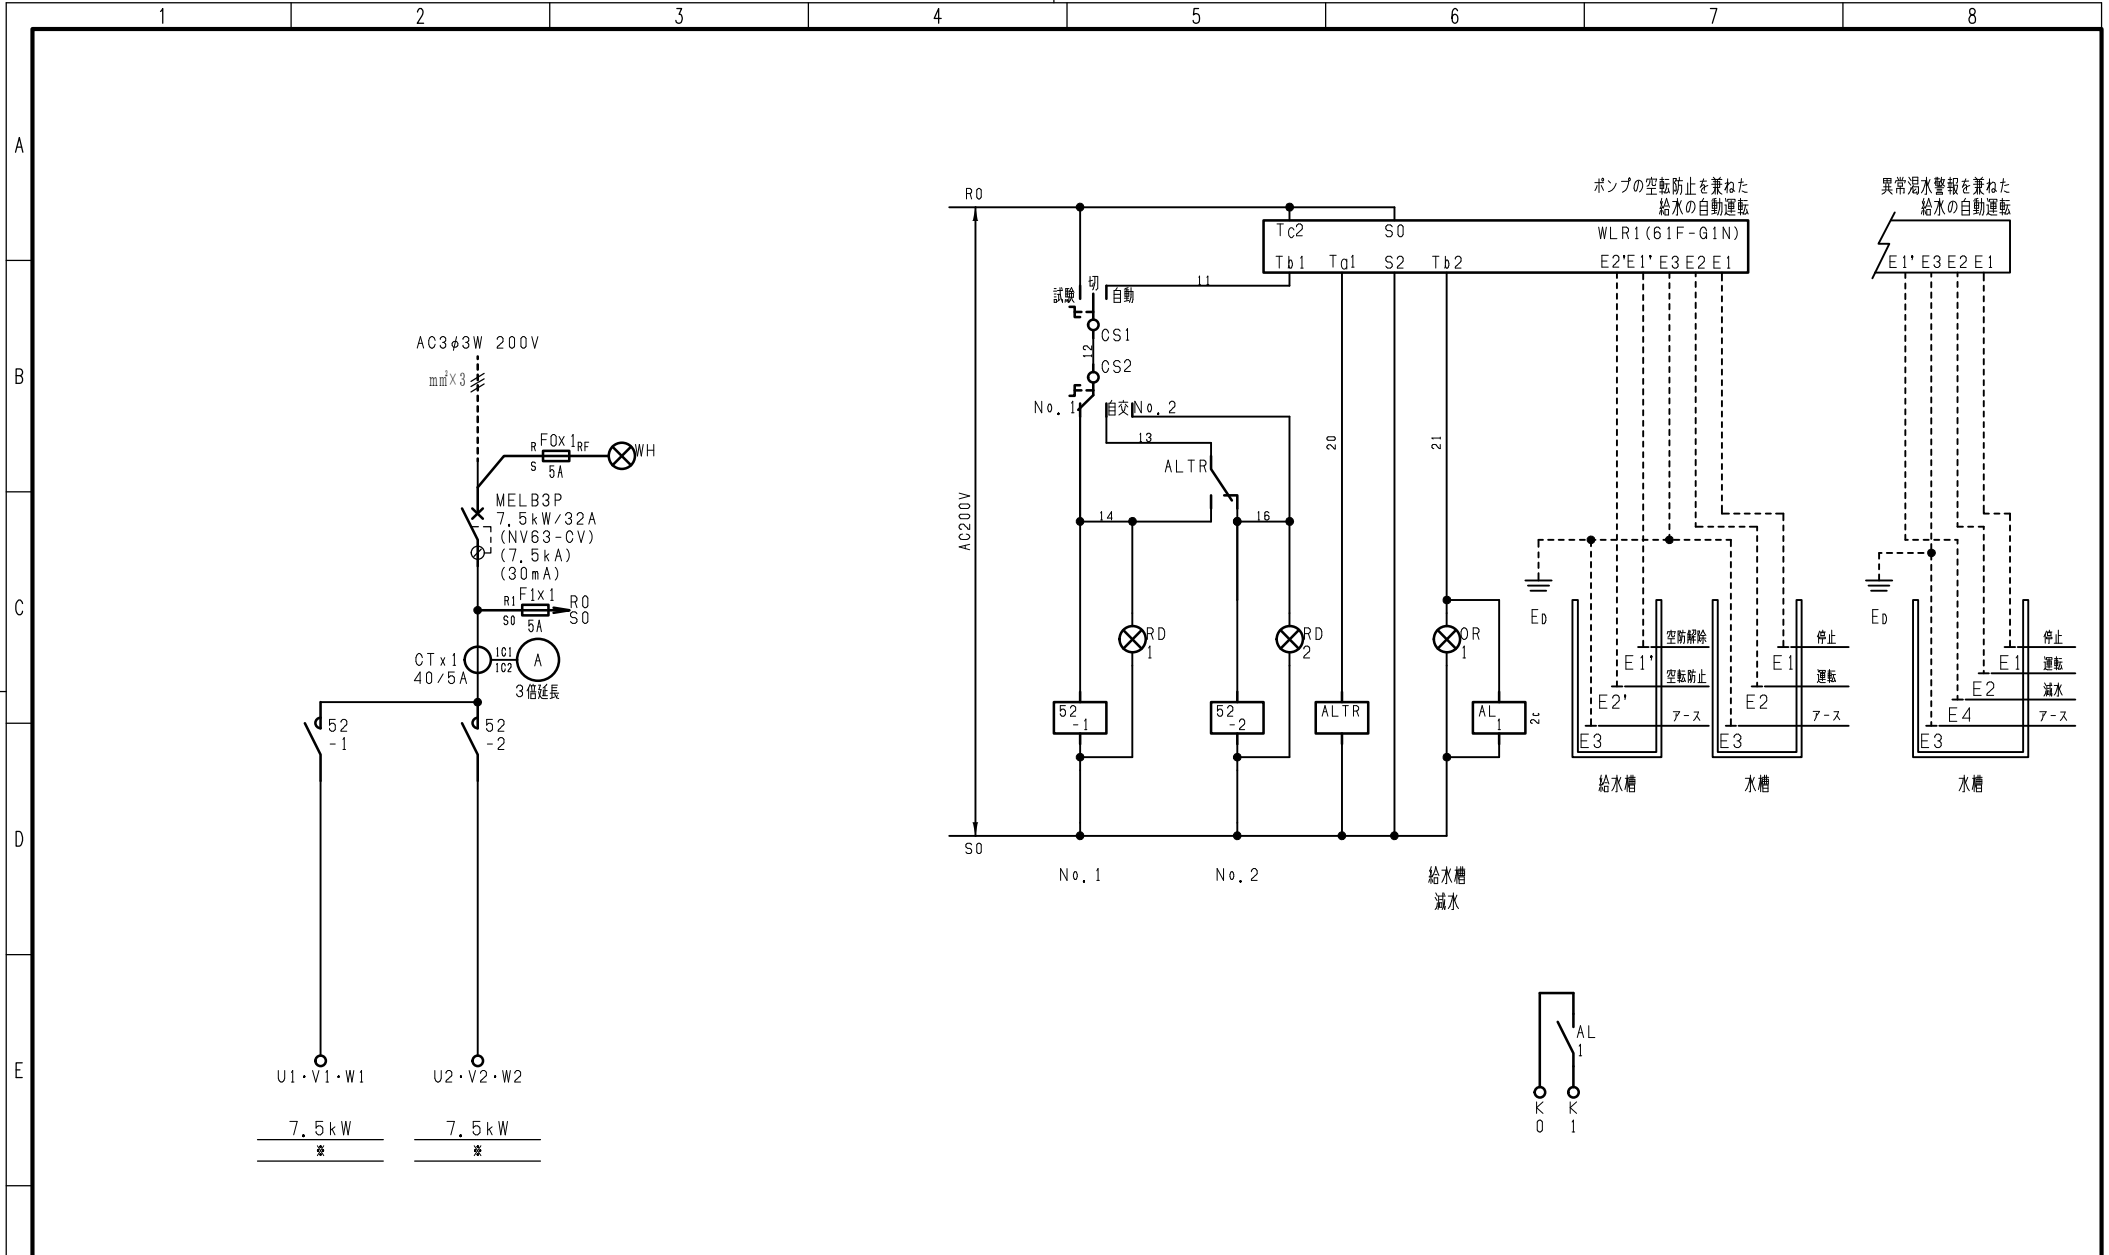 1 2 3 4 5 6 7 8
A
B
C
D
E
AC3φ3W 200V
mm²×3
R F0x1 RF
S 5A
WH
MELB3P
7.5kW/32A
(NV63-CV)
(7.5kA)
(30mA)
R1 F1x1 R0
S0 5A S0
CTx1
40/5A
1C1
1C2
A
3倍延長
52
-1
52
-2
U1・V1・W1
U2・V2・W2
7.5kW
※
7.5kW
※
R0
AC200V
S0
試験 切 自動
11
CS1
12
CS2
No.1 自交 No.2
13
ALTR
14
16
20
21
RD
1
RD
2
OR
1
52
-1
52
-2
ALTR
AL
1
2c
No.1
No.2
給水槽
減水
ポンプの空転防止を兼ねた
給水の自動運転
Tc2 S0 WLR1(61F-G1N)
Tb1 Ta1 S2 Tb2 E2' E1' E3 E2 E1
ED
空防解除
E1'
空転防止
E2'
アース
E3
給水槽
停止
E1
運転
E2
アース
E3
水槽
異常渇水警報を兼ねた
給水の自動運転
E1' E3 E2 E1
ED
停止
E1
運転
E2
減水
E4
アース
E3
水槽
AL
1
K
0
K
1